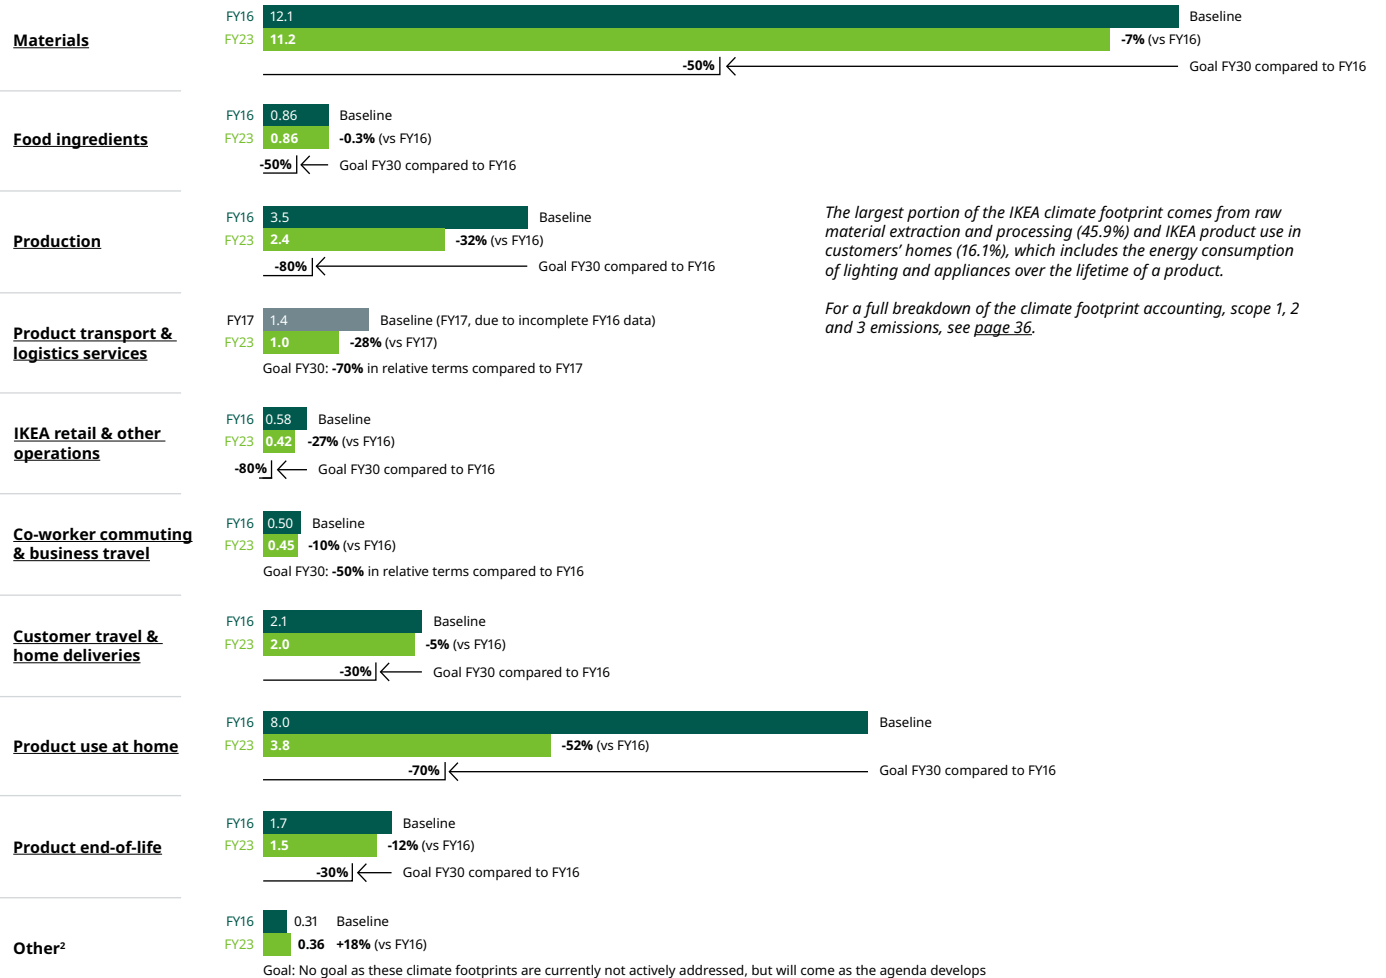 Materials
FY16 12.1 Baseline
FY23 11.2 -7% (vs FY16)
-50% Goal FY30 compared to FY16
Food ingredients
FY16 0.86 Baseline
FY23 0.86 -0.3% (vs FY16)
-50% Goal FY30 compared to FY16
Production
FY16 3.5 Baseline
FY23 2.4 -32% (vs FY16)
-80% Goal FY30 compared to FY16
The largest portion of the IKEA climate footprint comes from raw
material extraction and processing (45.9%) and IKEA product use in
customers’ homes (16.1%), which includes the energy consumption
of lighting and appliances over the lifetime of a product.
For a full breakdown of the climate footprint accounting, scope 1, 2
and 3 emissions, see page 36.
Product transport &
logistics services
FY17 1.4 Baseline (FY17, due to incomplete FY16 data)
FY23 1.0 -28% (vs FY17)
Goal FY30: -70% in relative terms compared to FY17
IKEA retail & other
operations
FY16 0.58 Baseline
FY23 0.42 -27% (vs FY16)
-80% Goal FY30 compared to FY16
Co-worker commuting
& business travel
FY16 0.50 Baseline
FY23 0.45 -10% (vs FY16)
Goal FY30: -50% in relative terms compared to FY16
Customer travel &
home deliveries
FY16 2.1 Baseline
FY23 2.0 -5% (vs FY16)
-30% Goal FY30 compared to FY16
Product use at home
FY16 8.0 Baseline
FY23 3.8 -52% (vs FY16)
-70% Goal FY30 compared to FY16
Product end-of-life
FY16 1.7 Baseline
FY23 1.5 -12% (vs FY16)
-30% Goal FY30 compared to FY16
Other²
FY16 0.31 Baseline
FY23 0.36 +18% (vs FY16)
Goal: No goal as these climate footprints are currently not actively addressed, but will come as the agenda develops